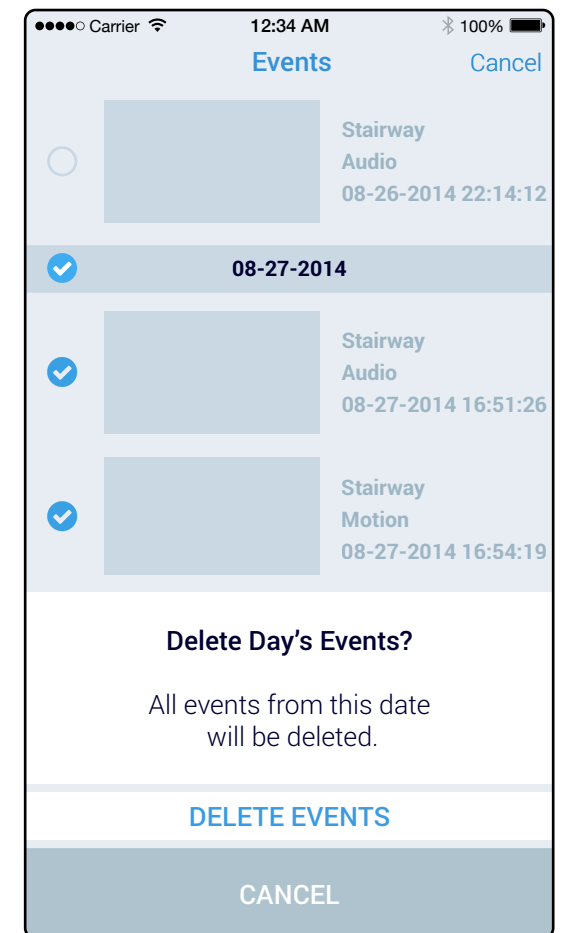 Carrier 12:34 AM 100%
Events Cancel
Stairway
Audio
08-26-2014 22:14:12
08-27-2014
Stairway
Audio
08-27-2014 16:51:26
Stairway
Motion
08-27-2014 16:54:19
Delete Day’s Events?
All events from this date
will be deleted.
DELETE EVENTS
CANCEL